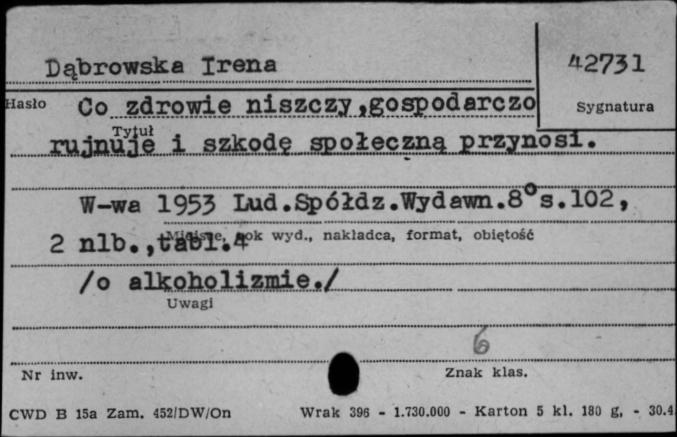 Dąbrowska Irena
42731
Hasło
Co zdrowie niszczy,gospodarczo
Sygnatura
Tytuł
rujnuje i szkodę społeczną przynosi.
W-wa 1953 Lud.Spółdz.Wydawn.8°s.102,
Miejsce, rok wyd., nakładca, format, objętość
2 nlb.,tabl.4
/o alkoholizmie./
Uwagi
6
Nr inw.
Znak klas.
CWD B 15a Zam. 452/DW/On
Wrak 396 - 1.730.000 - Karton 5 kl. 180 g, - 30.4